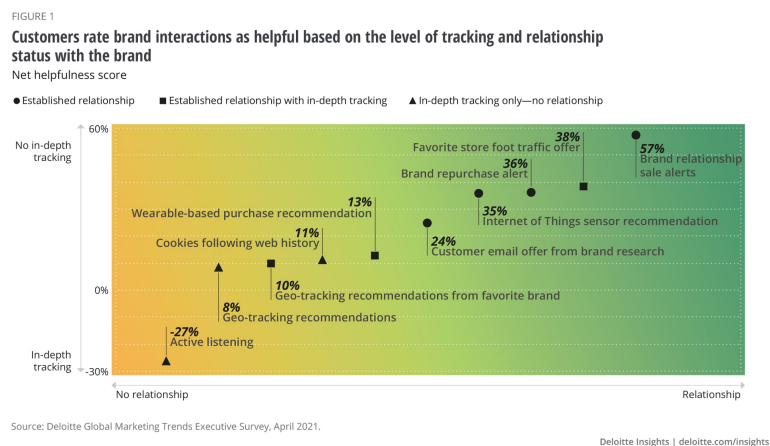 FIGURE 1
Customers rate brand interactions as helpful based on the level of tracking and relationship
status with the brand
Net helpfulness score
Established relationship
Established relationship with in-depth tracking
In-depth tracking only—no relationship
No in-depth
tracking
60%
0%
In-depth
tracking
-30%
-27%
Active listening
8%
Geo-tracking recommendations
10%
Geo-tracking recommendations from favorite brand
11%
Cookies following web history
13%
Wearable-based purchase recommendation
24%
Customer email offer from brand research
35%
Internet of Things sensor recommendation
36%
Brand repurchase alert
38%
Favorite store foot traffic offer
57%
Brand relationship
sale alerts
No relationship
Relationship
Source: Deloitte Global Marketing Trends Executive Survey, April 2021.
Deloitte Insights | deloitte.com/insights